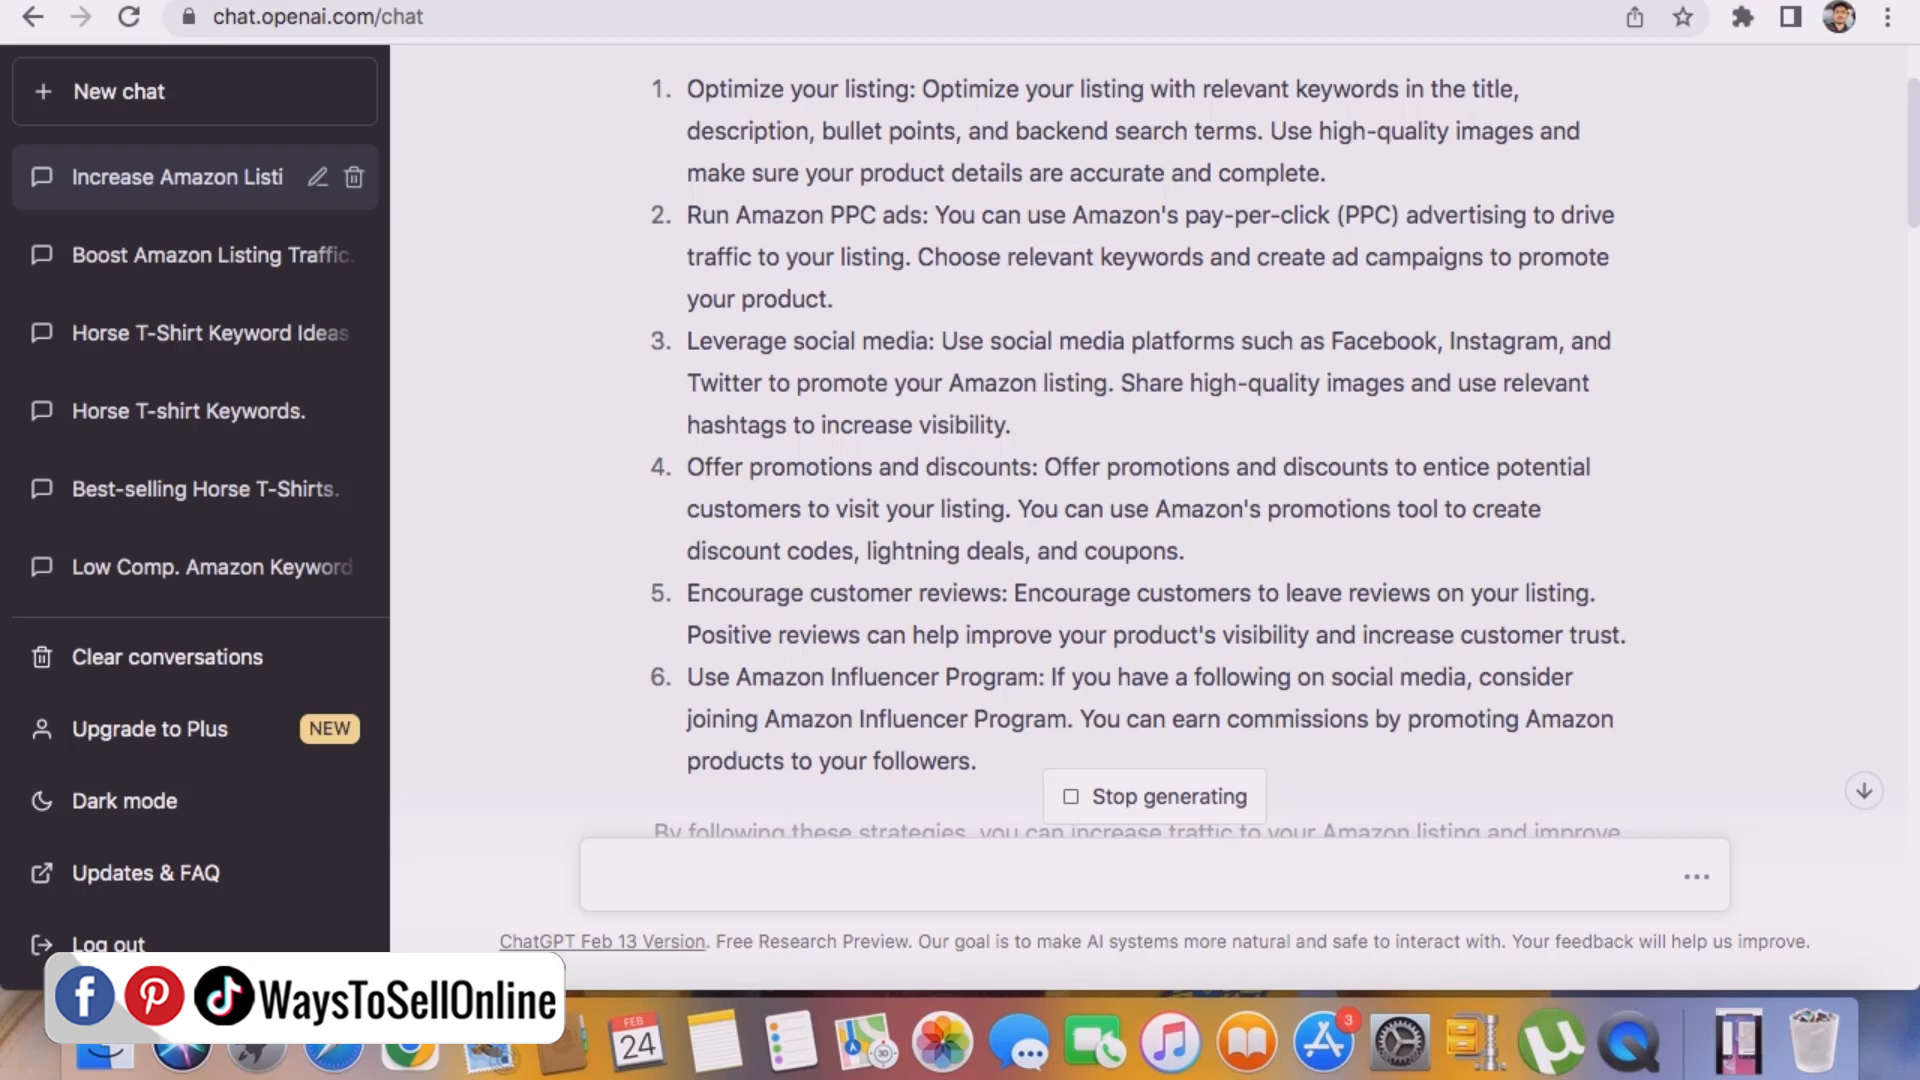 chat.openai.com/chat
New chat
Increase Amazon Listi
Boost Amazon Listing Traffic.
Horse T-Shirt Keyword Ideas
Horse T-shirt Keywords.
Best-selling Horse T-Shirts.
Low Comp. Amazon Keyword
Clear conversations
Upgrade to Plus NEW
Dark mode
Updates & FAQ
Log out
1. Optimize your listing: Optimize your listing with relevant keywords in the title,
description, bullet points, and backend search terms. Use high-quality images and
make sure your product details are accurate and complete.
2. Run Amazon PPC ads: You can use Amazon's pay-per-click (PPC) advertising to drive
traffic to your listing. Choose relevant keywords and create ad campaigns to promote
your product.
3. Leverage social media: Use social media platforms such as Facebook, Instagram, and
Twitter to promote your Amazon listing. Share high-quality images and use relevant
hashtags to increase visibility.
4. Offer promotions and discounts: Offer promotions and discounts to entice potential
customers to visit your listing. You can use Amazon's promotions tool to create
discount codes, lightning deals, and coupons.
5. Encourage customer reviews: Encourage customers to leave reviews on your listing.
Positive reviews can help improve your product's visibility and increase customer trust.
6. Use Amazon Influencer Program: If you have a following on social media, consider
joining Amazon Influencer Program. You can earn commissions by promoting Amazon
products to your followers.
Stop generating
By following these strategies, you can increase traffic to your Amazon listing and improve
ChatGPT Feb 13 Version. Free Research Preview. Our goal is to make AI systems more natural and safe to interact with. Your feedback will help us improve.
WaysToSellOnline
FEB
24
3D
3